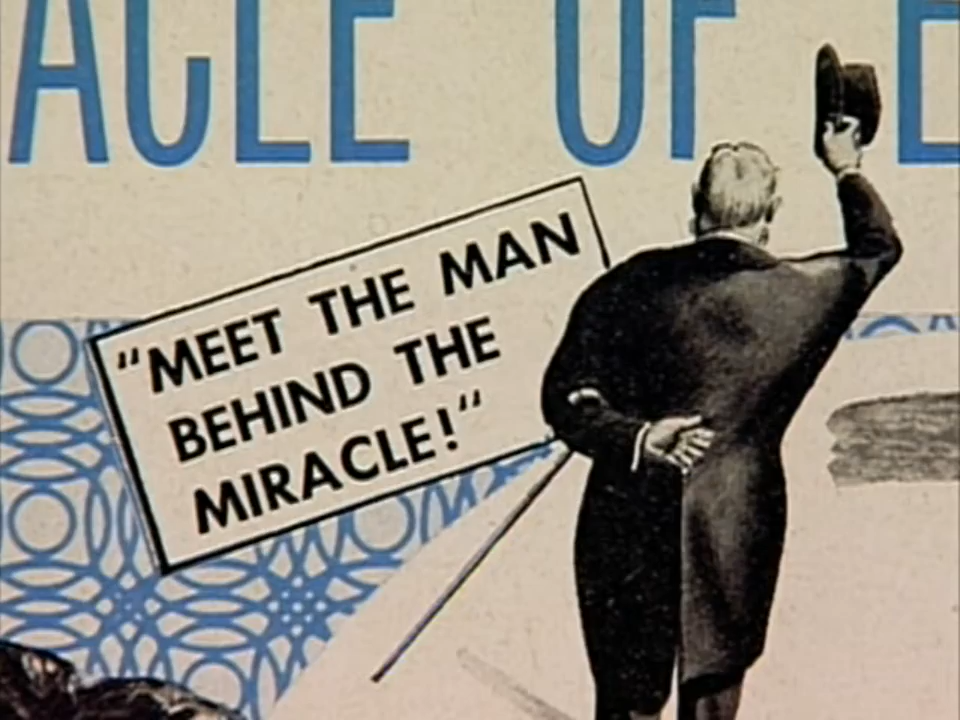 ACLE OF E
"MEET THE MAN
BEHIND THE
MIRACLE!"